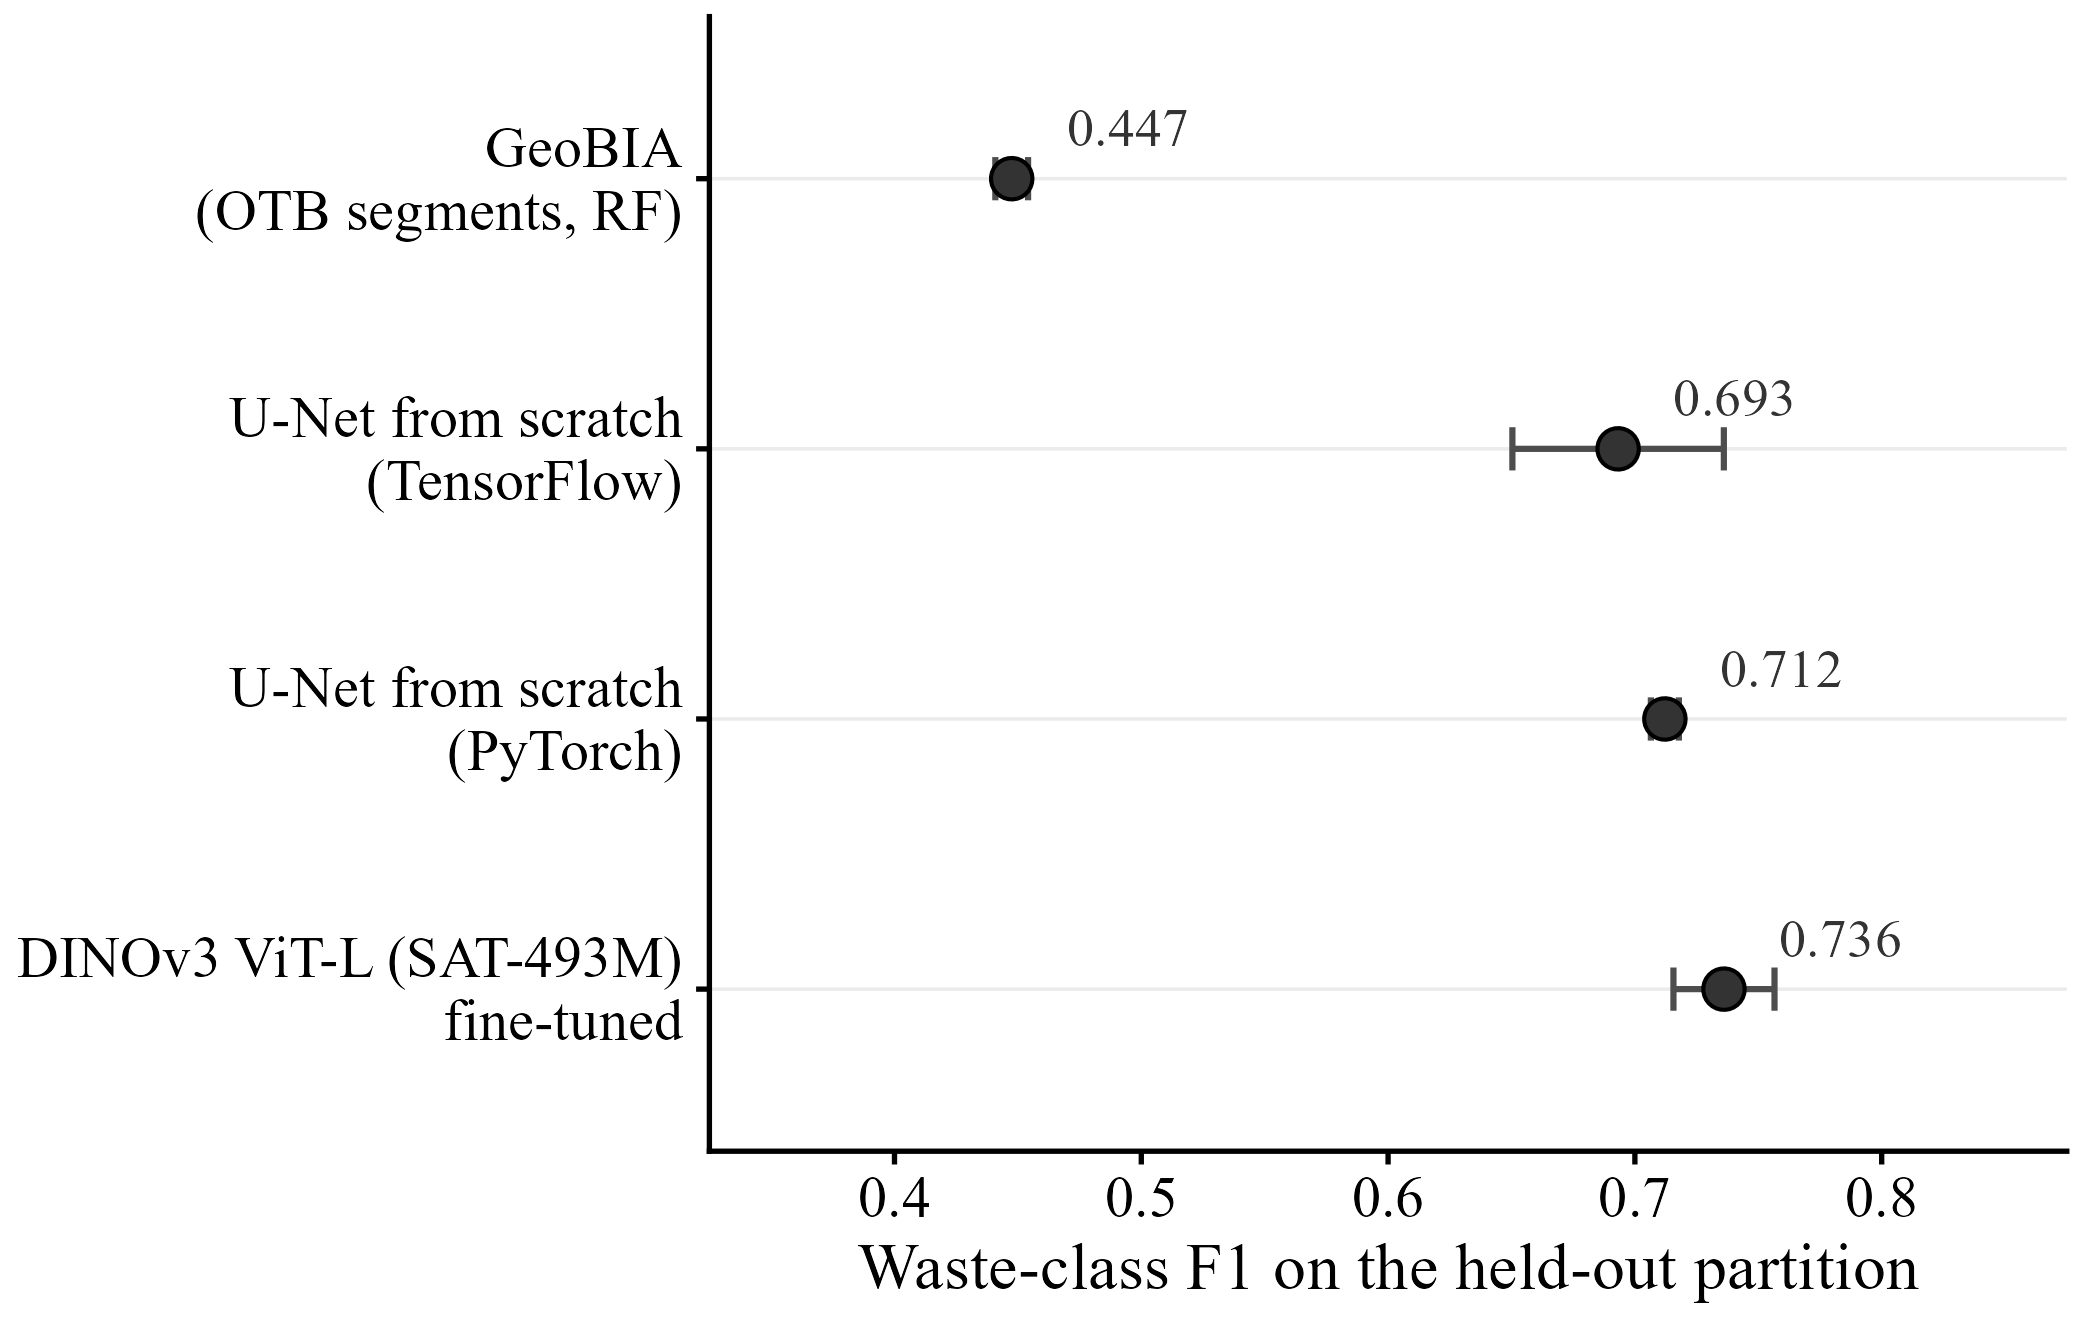 GeoBIA
(OTB segments, RF)
0.447
U-Net from scratch
(TensorFlow)
0.693
U-Net from scratch
(PyTorch)
0.712
DINOv3 ViT-L (SAT-493M)
fine-tuned
0.736
0.4 0.5 0.6 0.7 0.8
Waste-class F1 on the held-out partition